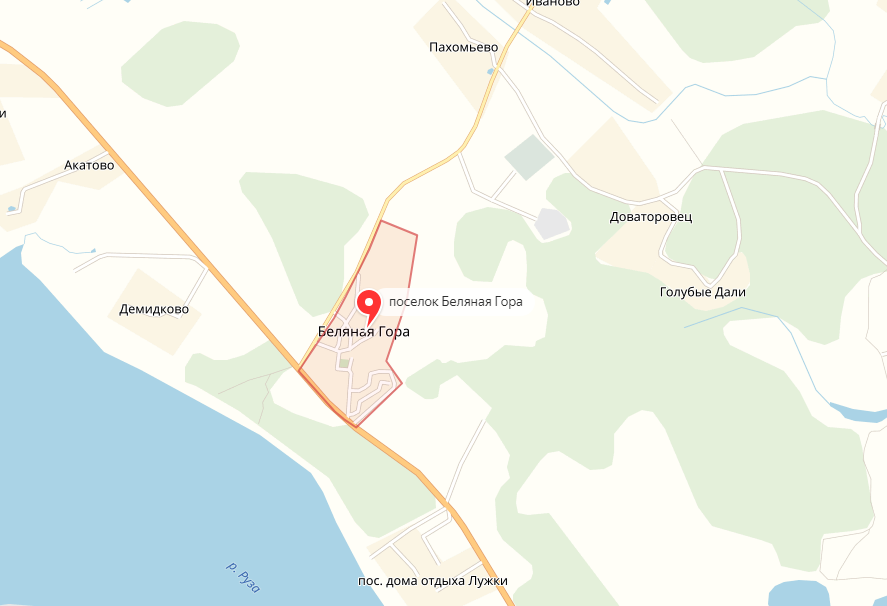 Иваново
Пахомьево
и
Акатово
Доваторовец
Голубые Дали
поселок Беляная Гора
Демидково
Беляная Гора
р. Руза
пос. дома отдыха Лужки